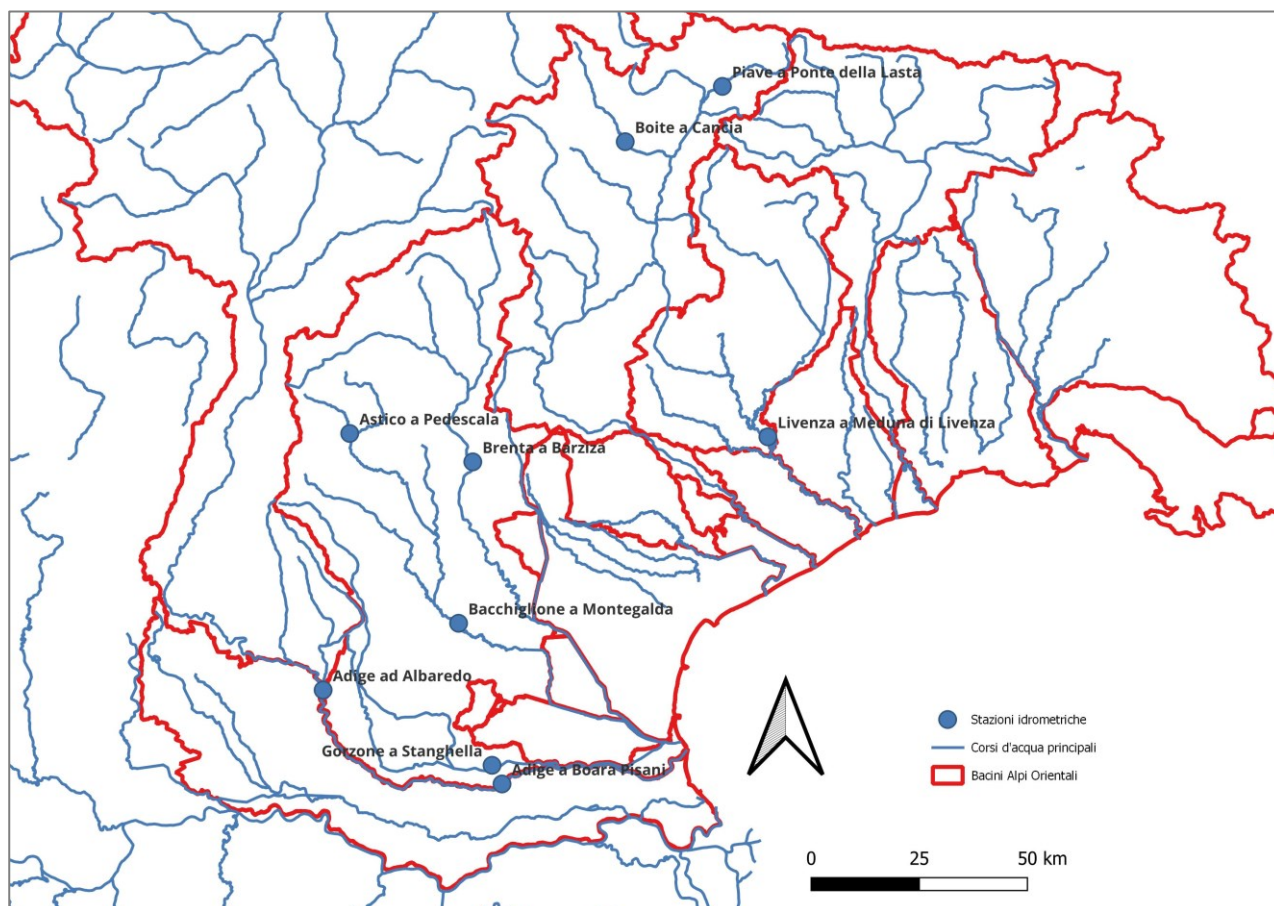 Piave a Ponte della Lasta
Boite a Cancia
Astico a Pedescala
Livenza a Meduna di Livenza
Brenta a Barziza
Bacchiglione a Montegalda
Adige ad Albaredo
Gorzone a Stanghella
Adige a Boara Pisani
Stazioni idrometriche
Corsi d'acqua principali
Bacini Alpi Orientali
0 25 50 km